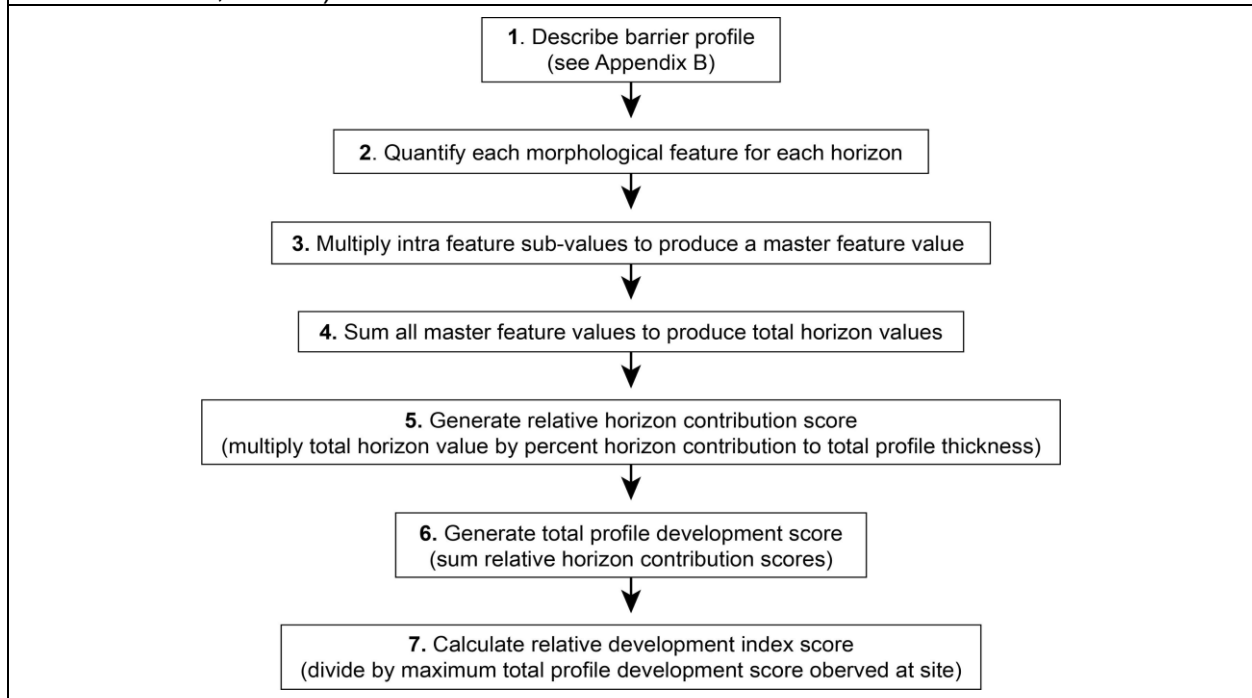 1. Describe barrier profile
(see Appendix B)
2. Quantify each morphological feature for each horizon
3. Multiply intra feature sub-values to produce a master feature value
4. Sum all master feature values to produce total horizon values
5. Generate relative horizon contribution score
(multiply total horizon value by percent horizon contribution to total profile thickness)
6. Generate total profile development score
(sum relative horizon contribution scores)
7. Calculate relative development index score
(divide by maximum total profile development score oberved at site)